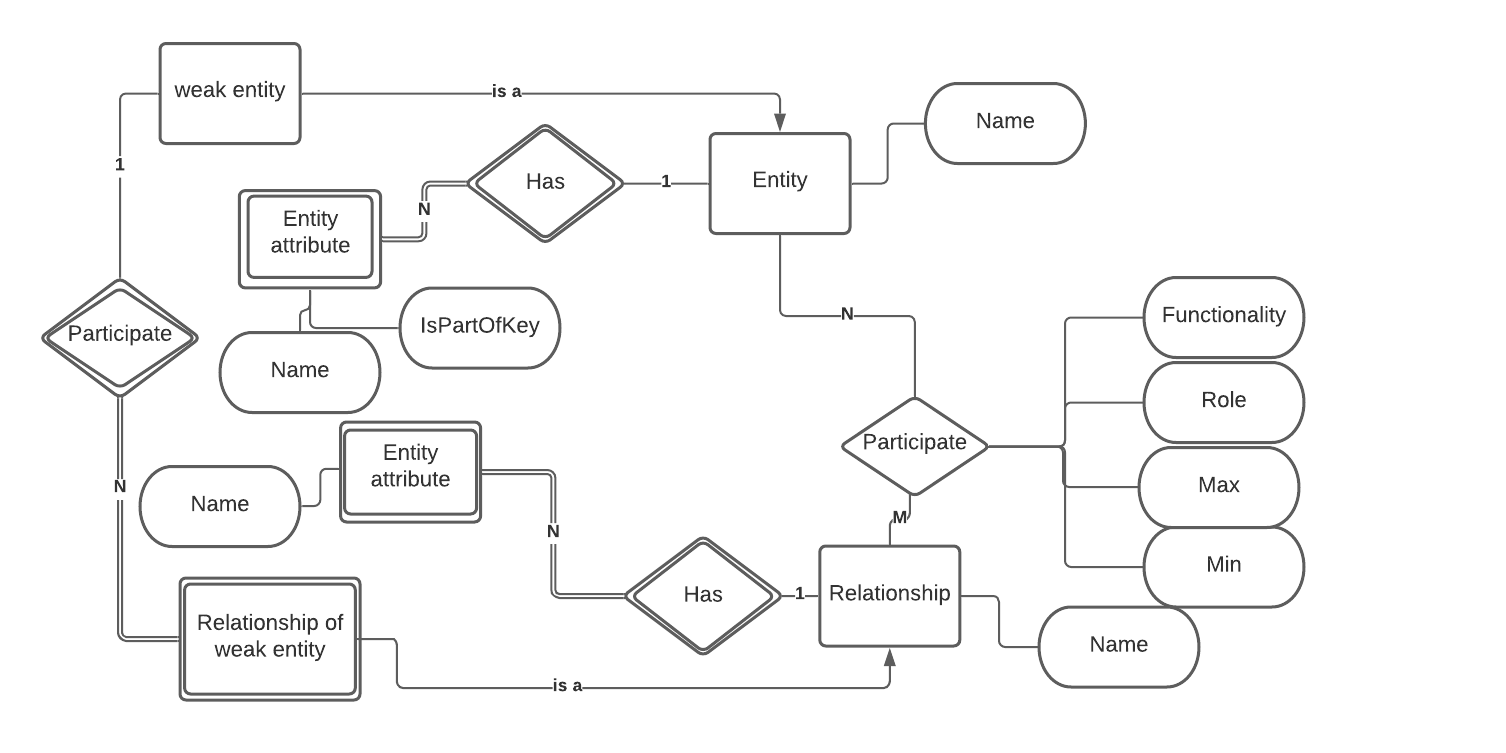 weak entity
is a
Name
Has
1
Entity
1
N
Entity
attribute
Participate
Name
IsPartOfKey
N
Functionality
Role
Participate
Max
Entity
attribute
Name
N
M
N
Min
Has
1
Relationship
Name
Relationship of
weak entity
is a